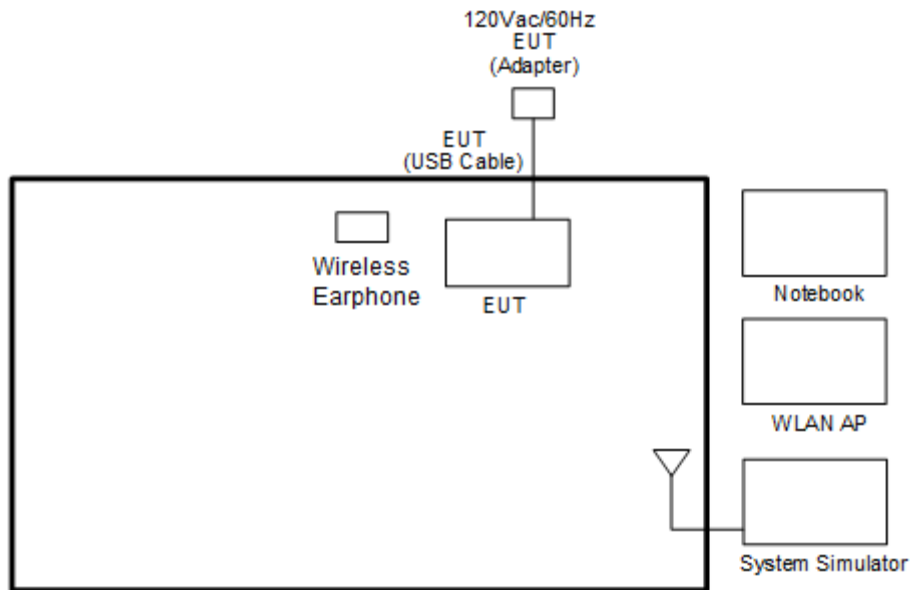 120Vac/60Hz
EUT
(Adapter)
EUT
(USB Cable)
Wireless
Earphone
EUT
Notebook
WLAN AP
System Simulator